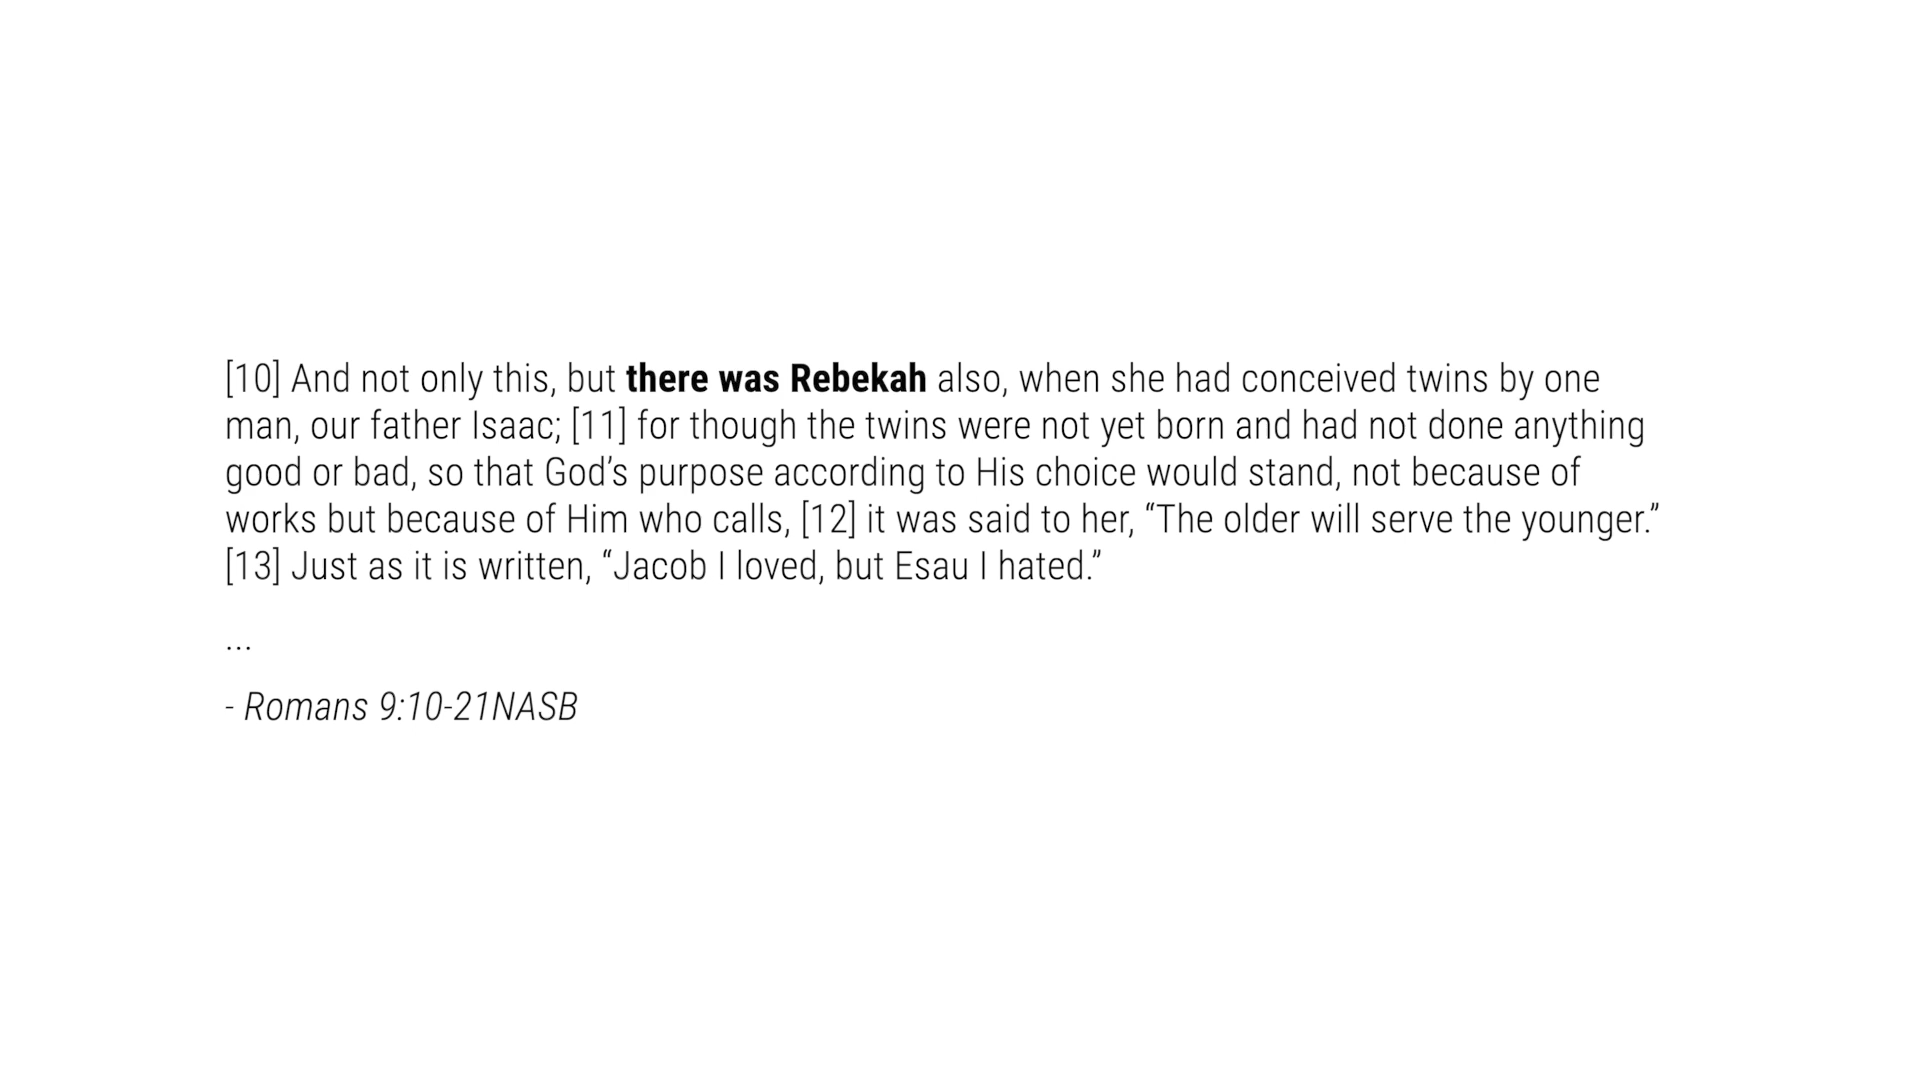 [10] And not only this, but there was Rebekah also, when she had conceived twins by one
man, our father Isaac; [11] for though the twins were not yet born and had not done anything
good or bad, so that God’s purpose according to His choice would stand, not because of
works but because of Him who calls, [12] it was said to her, “The older will serve the younger.”
[13] Just as it is written, “Jacob I loved, but Esau I hated.”
...
- Romans 9:10-21NASB